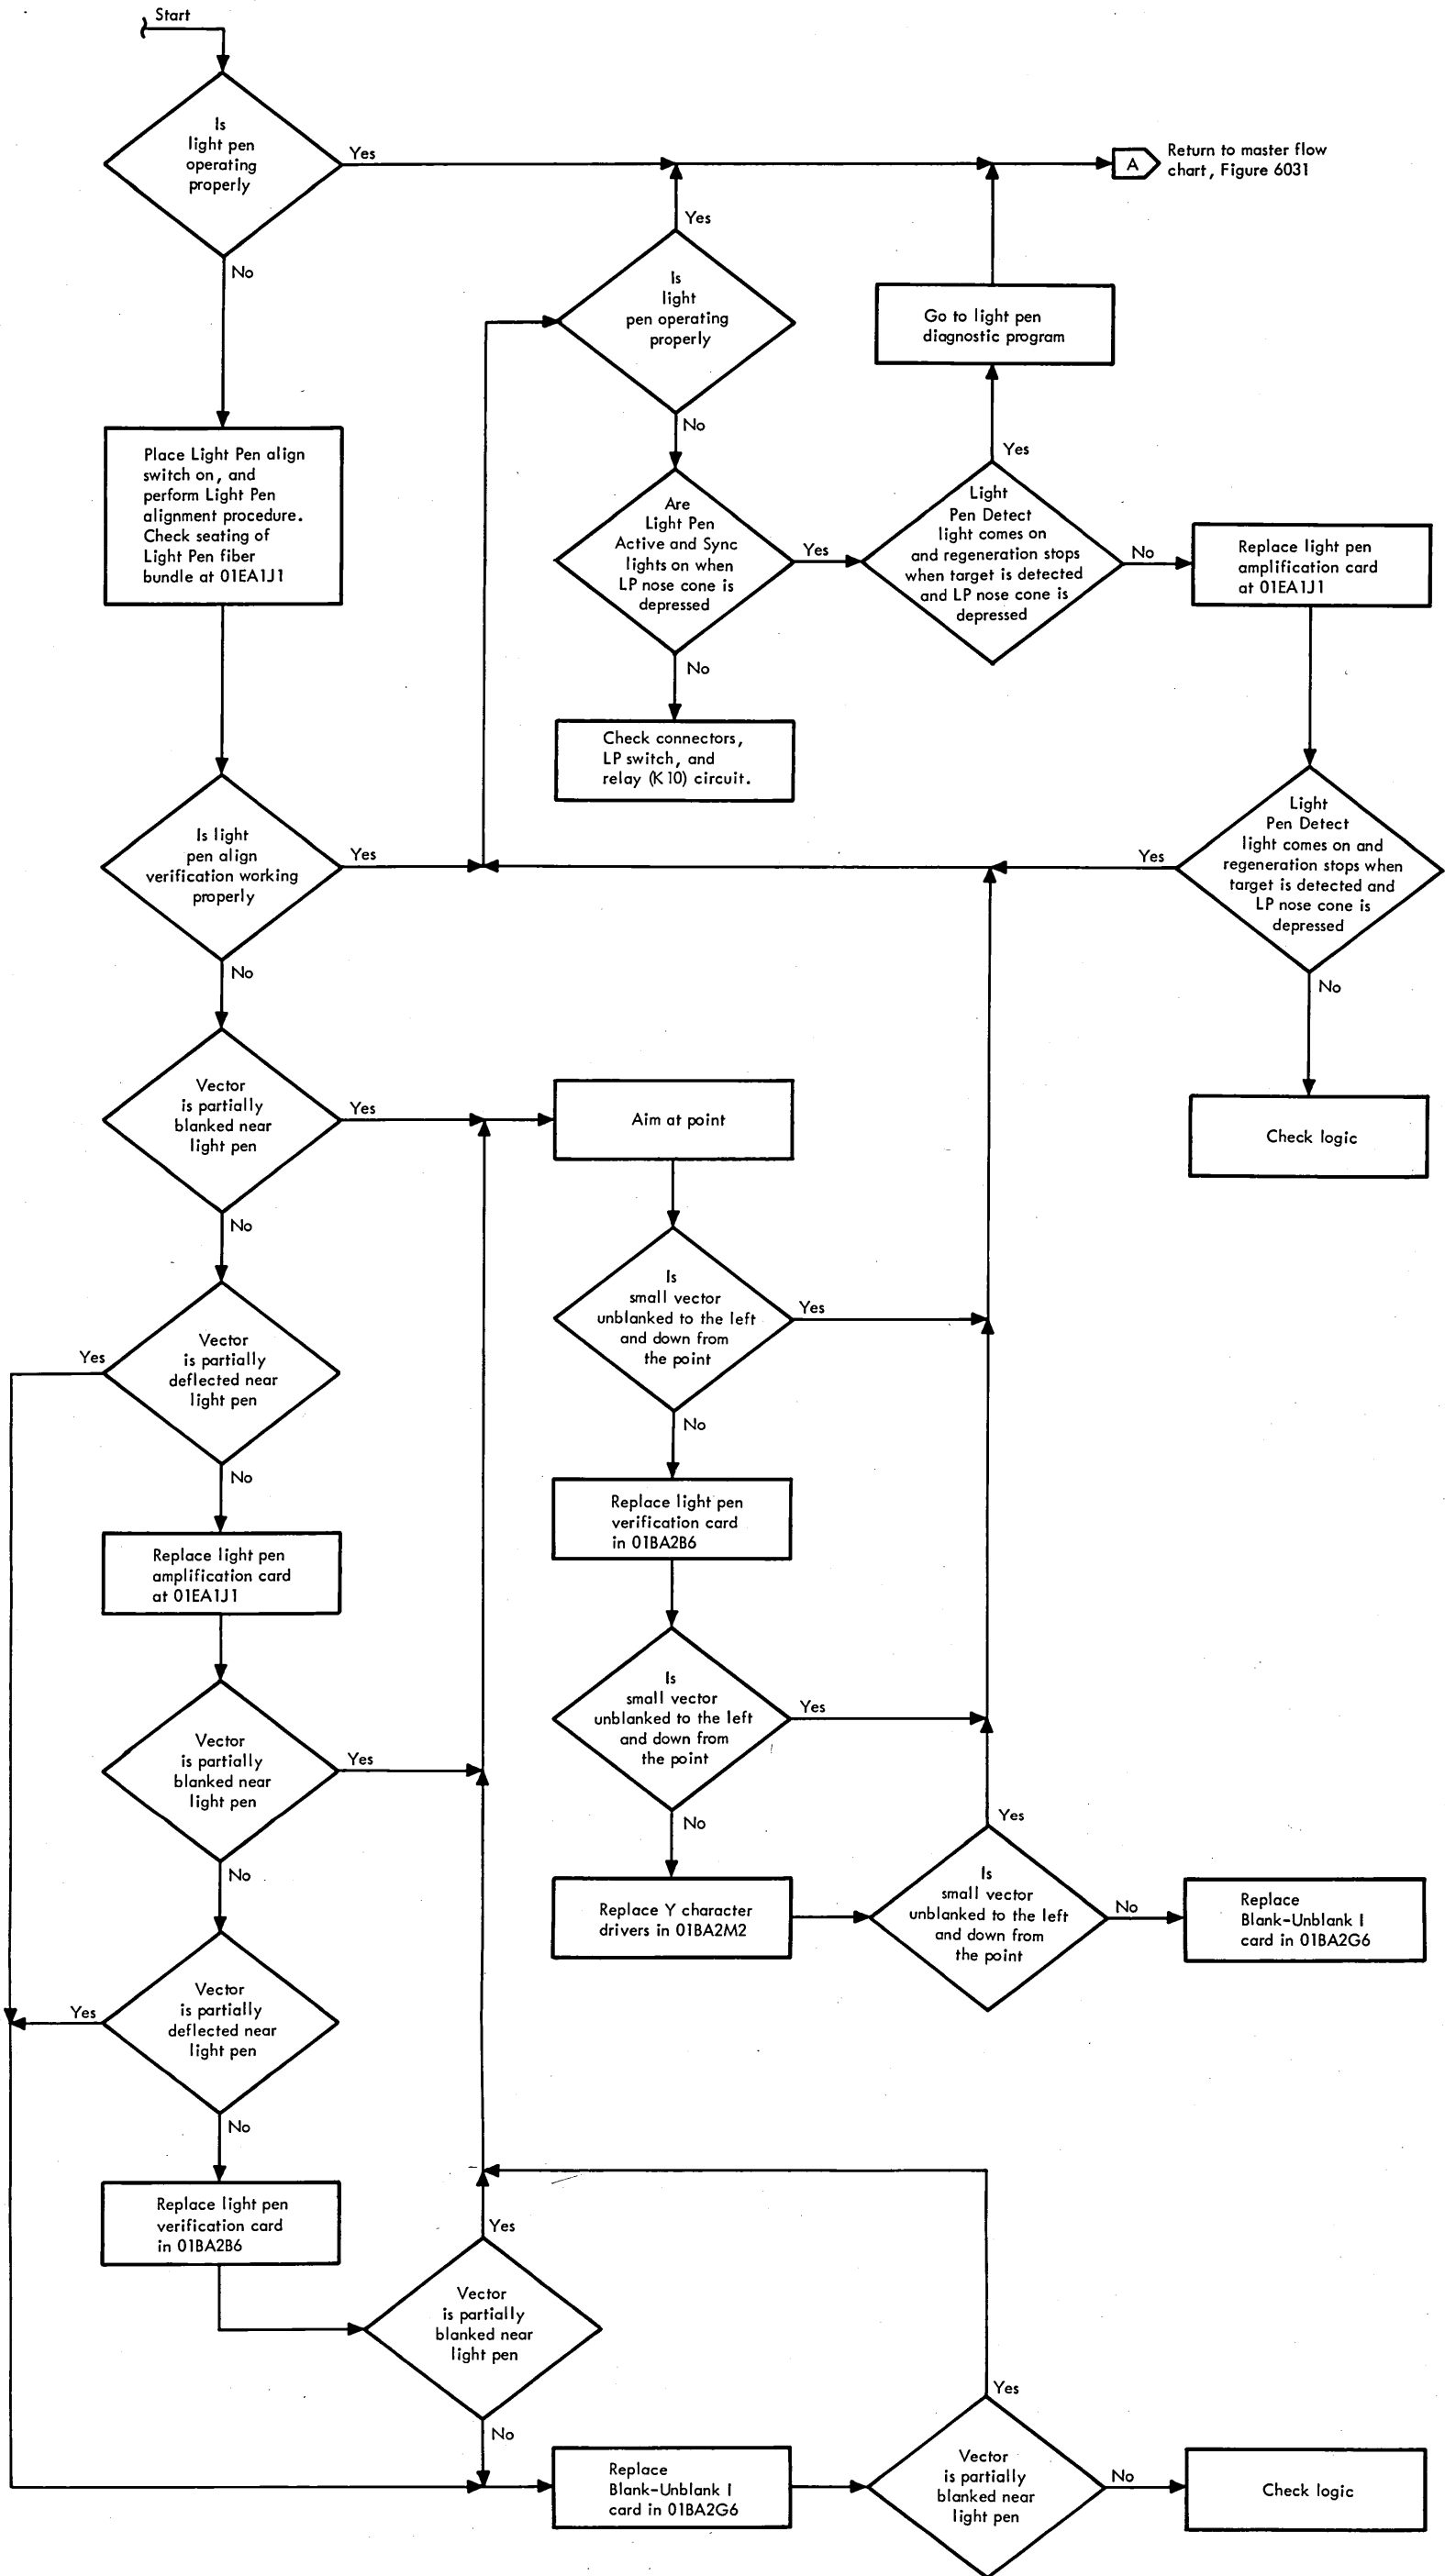 Start
Is
light pen
operating
properly
Yes
No
A
Return to master flow
chart, Figure 6031
Yes
Is
light
pen operating
properly
No
Go to light pen
diagnostic program
Place Light Pen align
switch on, and
perform Light Pen
alignment procedure.
Check seating of
Light Pen fiber
bundle at 01EA1J1
Are
Light Pen
Active and Sync
lights on when
LP nose cone is
depressed
Yes
No
Yes
Light
Pen Detect
light comes on
and regeneration stops
when target is detected
and LP nose cone is
depressed
No
Replace light pen
amplification card
at 01EA1J1
Check connectors,
LP switch, and
relay (K10) circuit.
Is light
pen align
verification working
properly
Yes
No
Light
Pen Detect
light comes on and
regeneration stops when
target is detected and
LP nose cone is
depressed
Yes
No
Check logic
Vector
is partially
blanked near
light pen
Yes
No
Aim at point
Is
small vector
unblanked to the left
and down from
the point
Yes
No
Vector
is partially
deflected near
light pen
Yes
No
Replace light pen
verification card
in 01BA2B6
Replace light pen
amplification card
at 01EA1J1
Is
small vector
unblanked to the left
and down from
the point
Yes
No
Vector
is partially
blanked near
light pen
Yes
No
Replace Y character
drivers in 01BA2M2
Yes
Is
small vector
unblanked to the left
and down from
the point
No
Replace
Blank-Unblank I
card in 01BA2G6
Vector
is partially
deflected near
light pen
Yes
No
Replace light pen
verification card
in 01BA2B6
Yes
Vector
is partially
blanked near
light pen
No
Replace
Blank-Unblank I
card in 01BA2G6
Yes
Vector
is partially
blanked near
light pen
No
Check logic